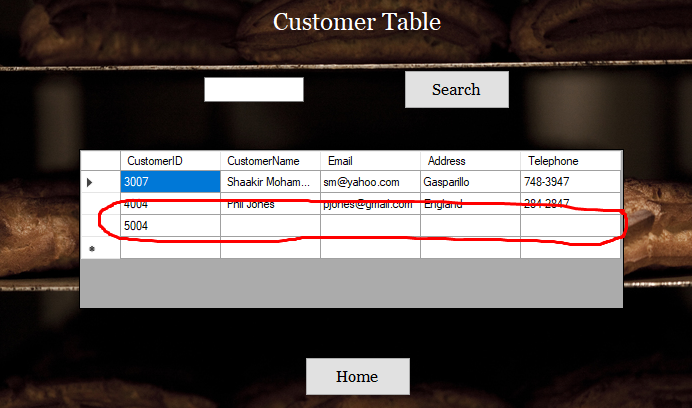 Customer Table
Search
CustomerID CustomerName Email Address Telephone
3007 Shaakir Moham... sm@yahoo.com Gasparillo 748-3947
4004 Phil Jones pjones@gmail.com England 284-2847
5004
Home